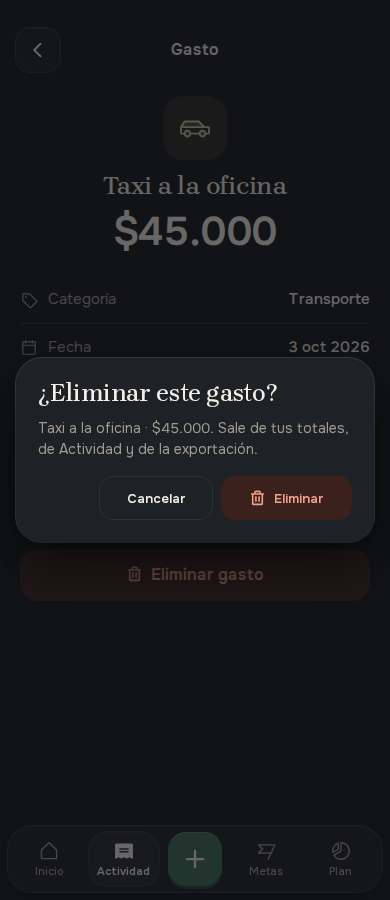 Gasto
Taxi a la oficina
$45.000
Categoría Transporte
Fecha 3 oct 2026
¿Eliminar este gasto?
Taxi a la oficina · $45.000. Sale de tus totales,
de Actividad y de la exportación.
Cancelar Eliminar
Eliminar gasto
Inicio Actividad Metas Plan